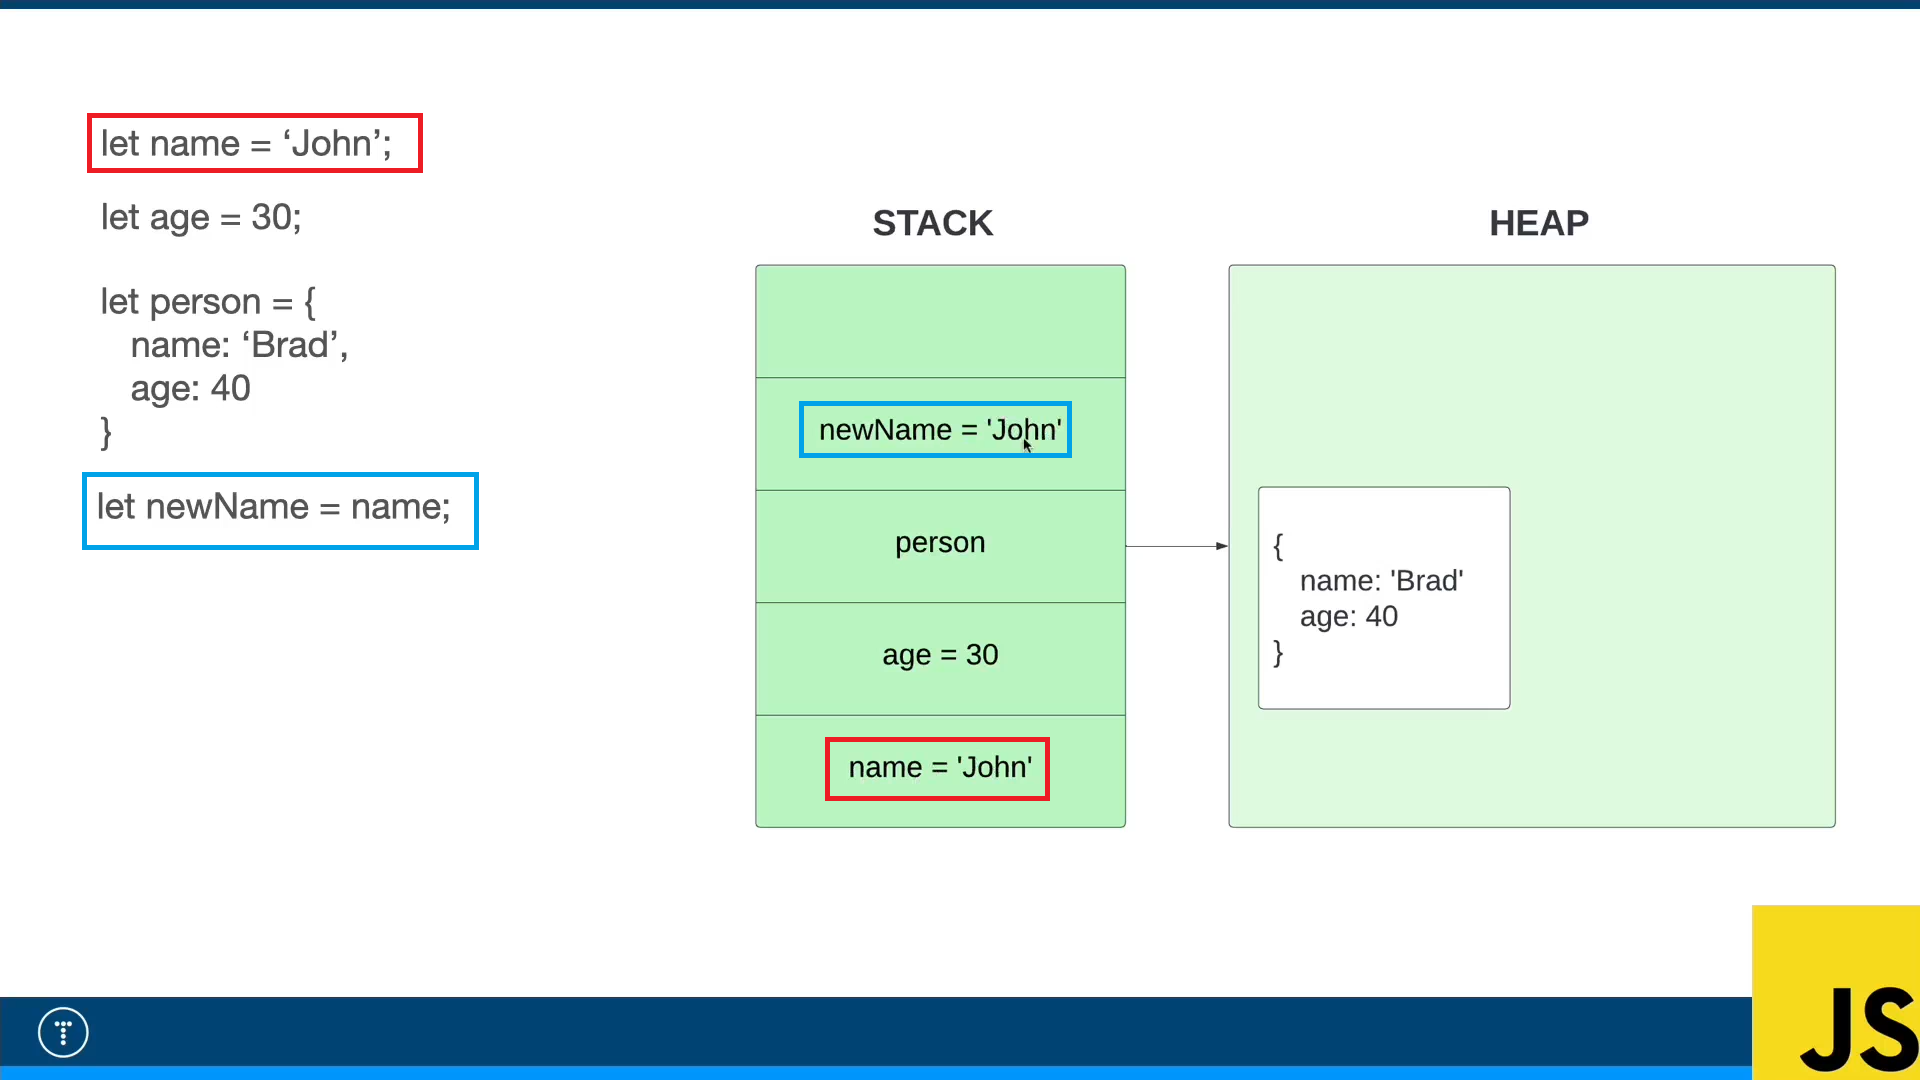 let name = ‘John’;
let age = 30;
let person = {
name: ‘Brad’,
age: 40
}
let newName = name;
STACK
newName = 'John'
person
age = 30
name = 'John'
HEAP
{
name: 'Brad'
age: 40
}
JS